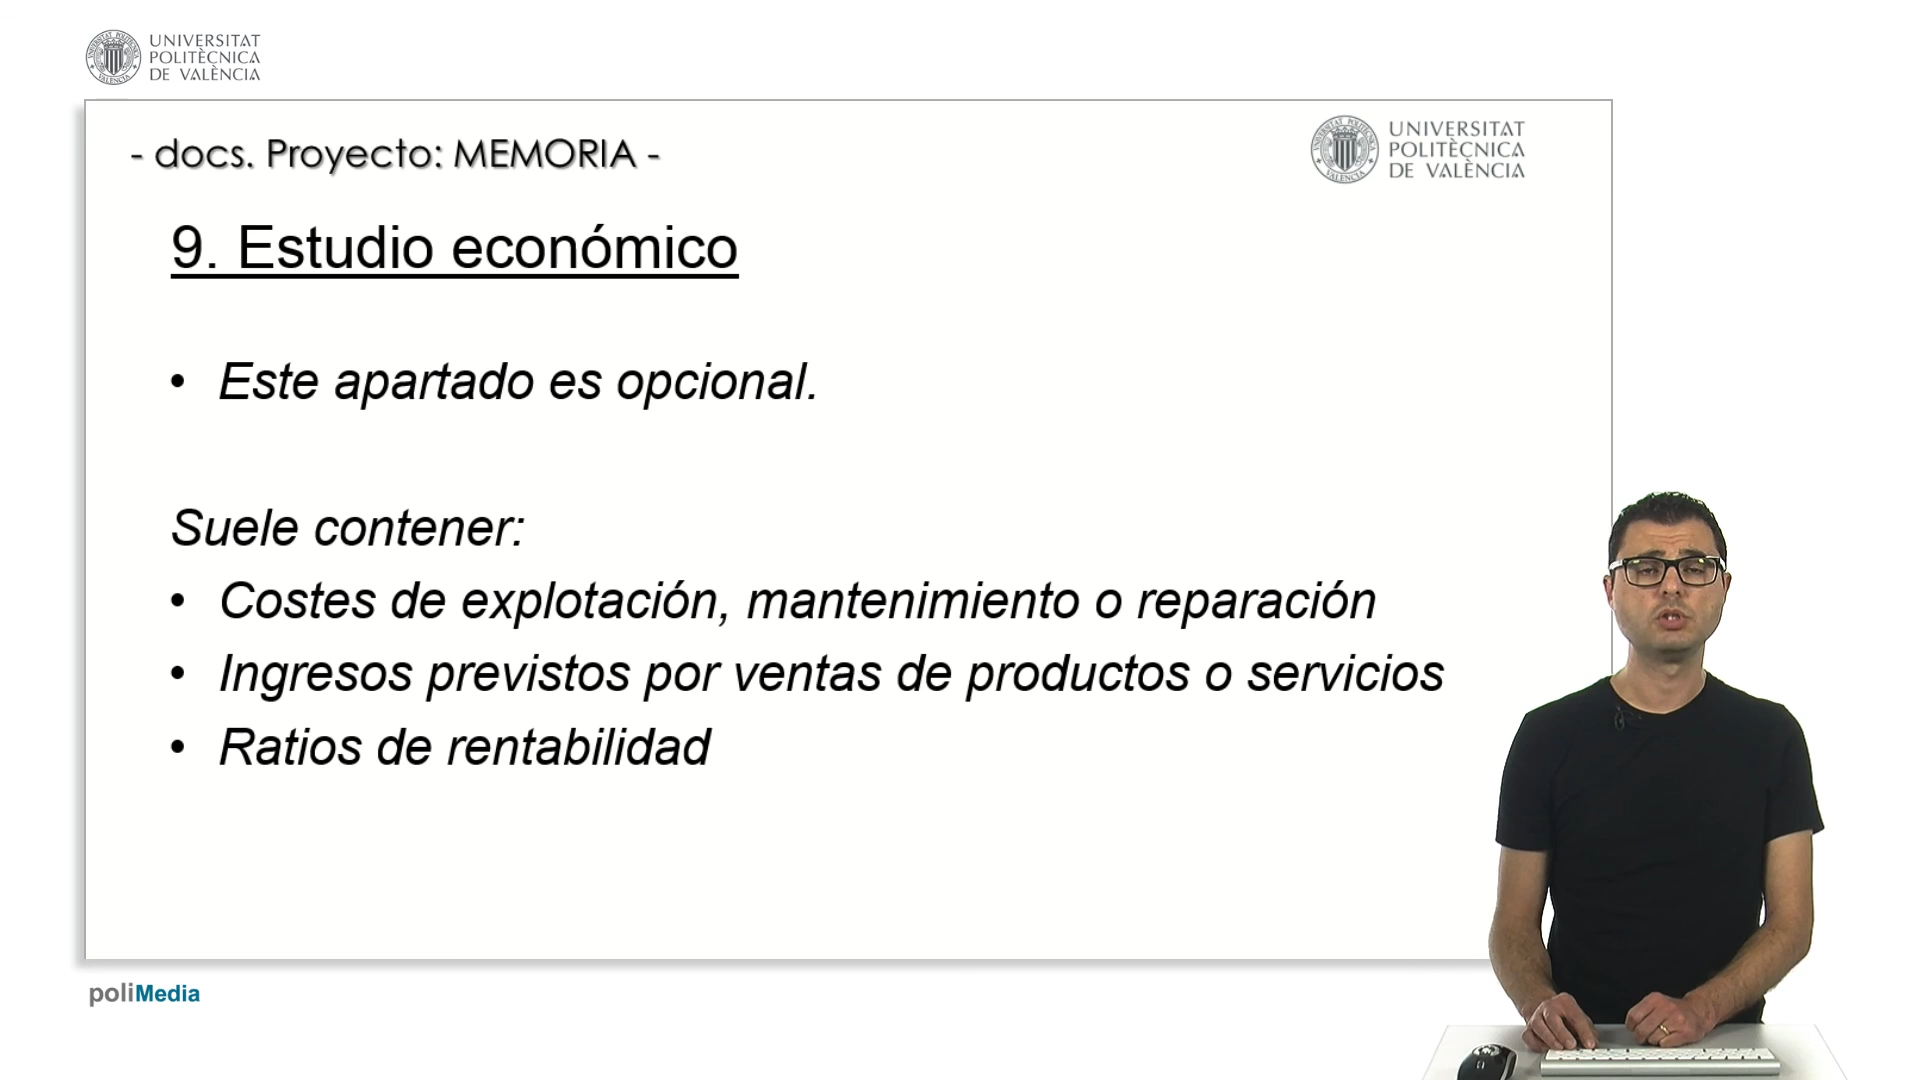 UNIVERSITAT
POLITÈCNICA
DE VALÈNCIA
- docs. Proyecto: MEMORIA -
UNIVERSITAT
POLITÈCNICA
DE VALÈNCIA
9. Estudio económico
• Este apartado es opcional.
Suele contener:
• Costes de explotación, mantenimiento o reparación
• Ingresos previstos por ventas de productos o servicios
• Ratios de rentabilidad
poliMedia